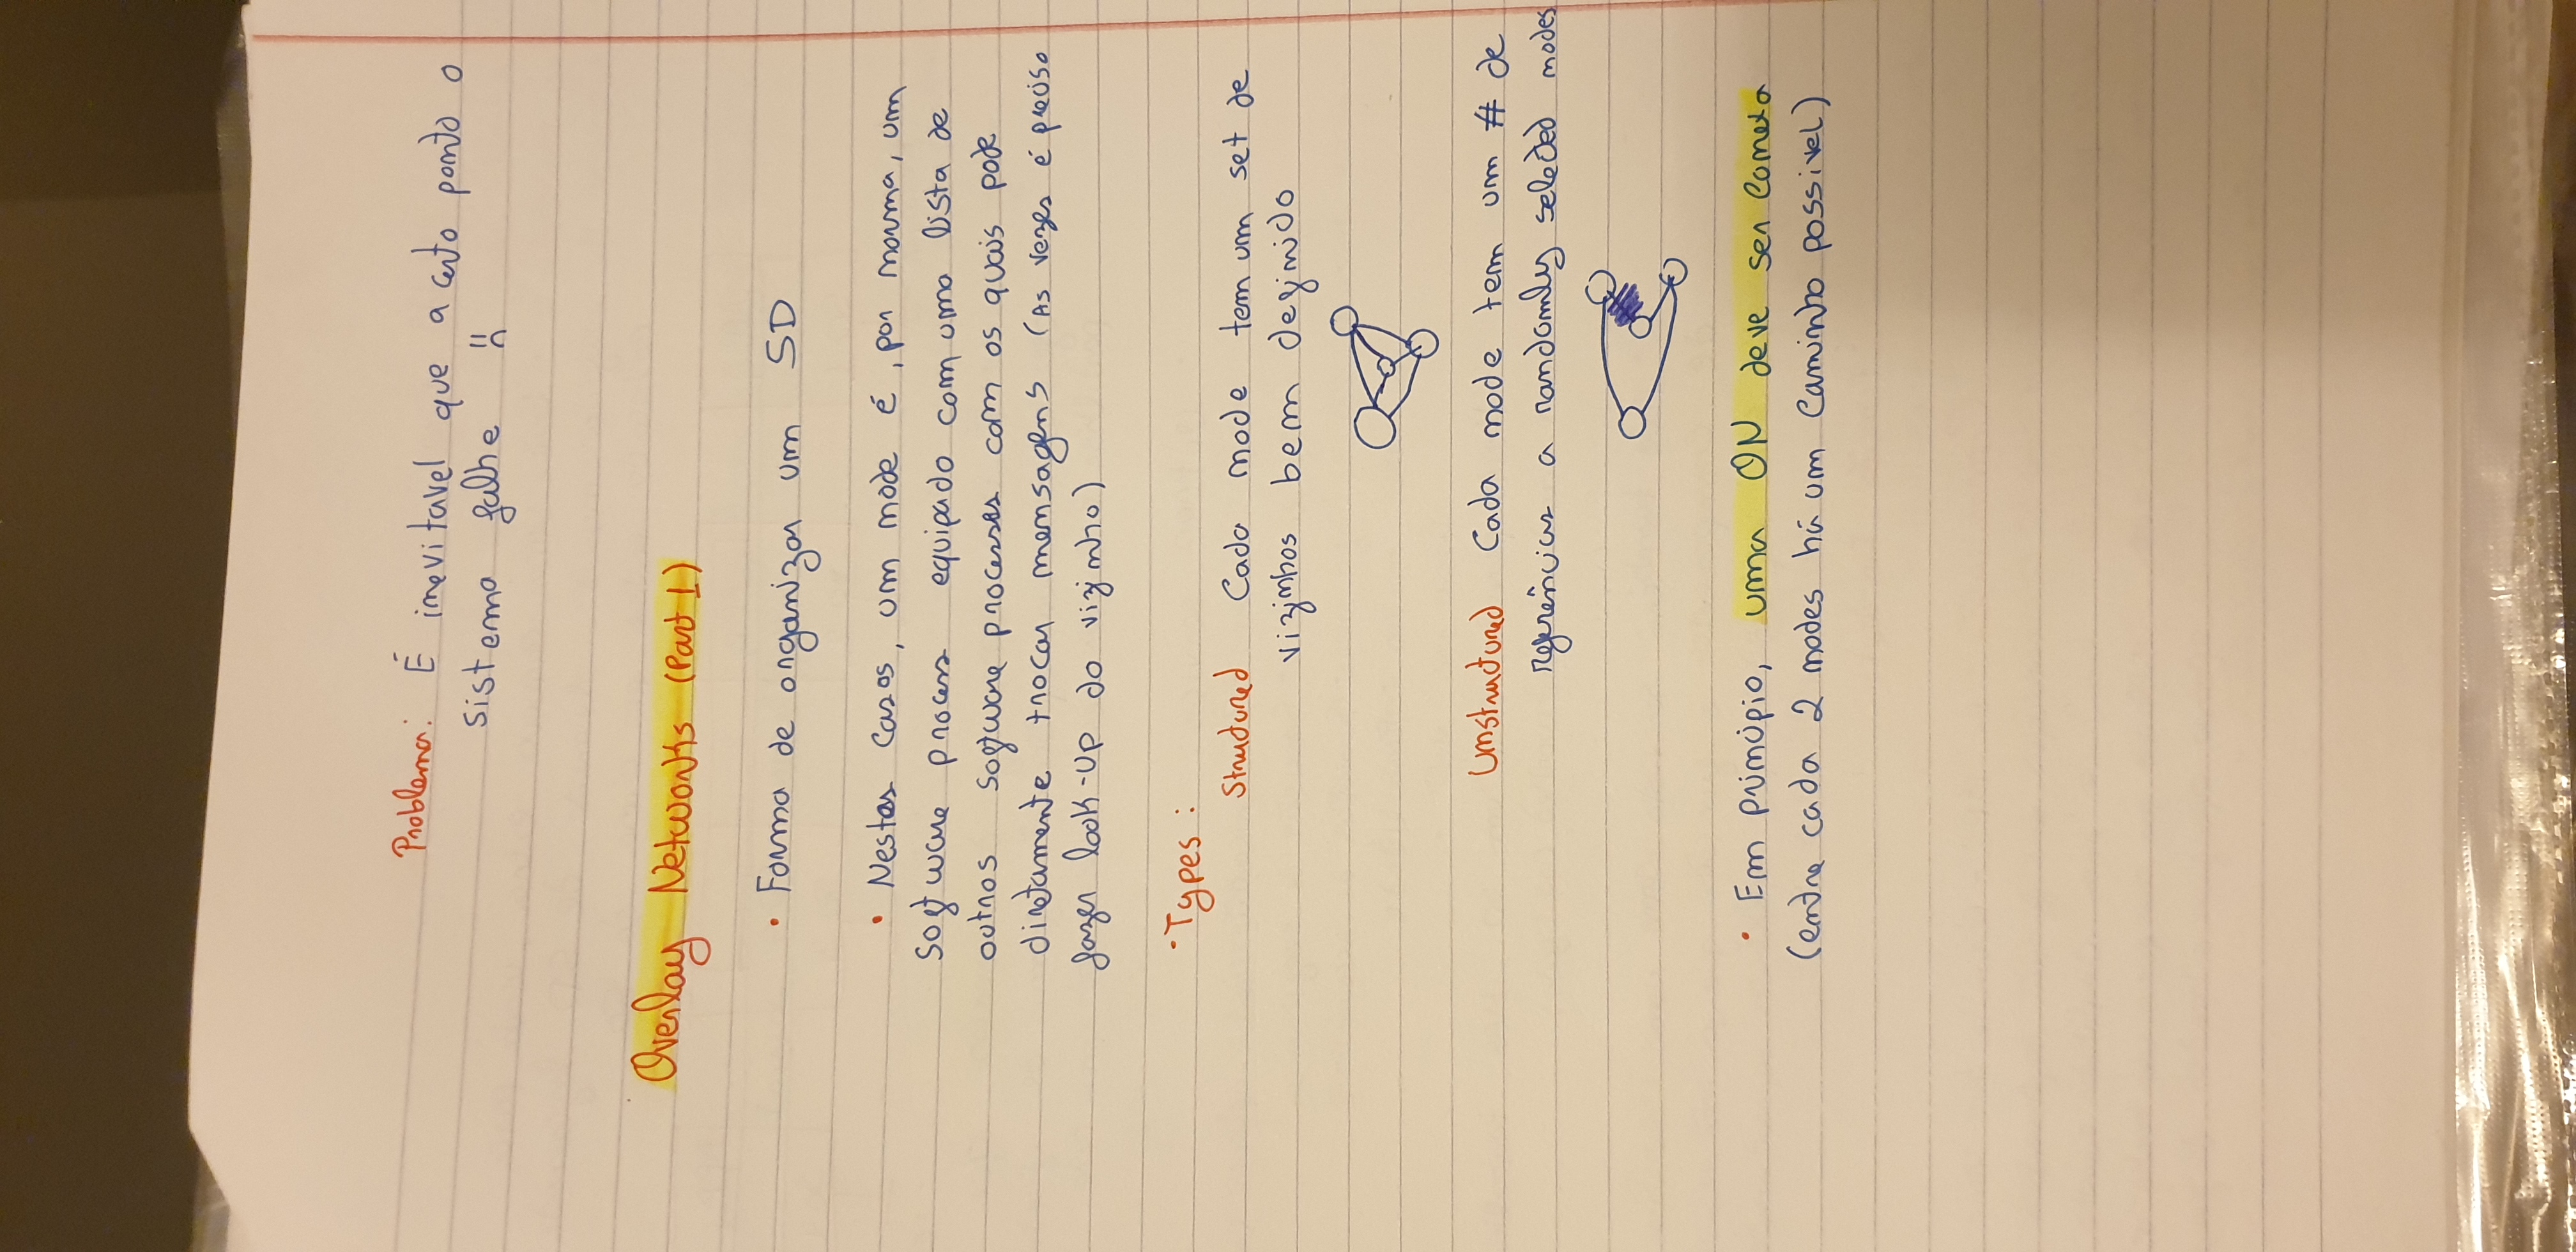 Problema: É inevitavel que a certo ponto o
sistema falhe
Overlay Networks (Part 1)
• Forma de organizar um SD
• Nestes casos, um node é, por norma, um
software process equipado com uma lista de
outros software processes com os quais pode
diretamente trocar mensagens (As vezes é preciso
fazer look-up do vizinho)
• Types :
Structured Cada node tem um set de
vizinhos bem definido
Unstructured Cada node tem um # de
referências a randomly selected nodes
• Em principio, uma ON deve ser conexa
(entre cada 2 nodes há um caminho possivel)